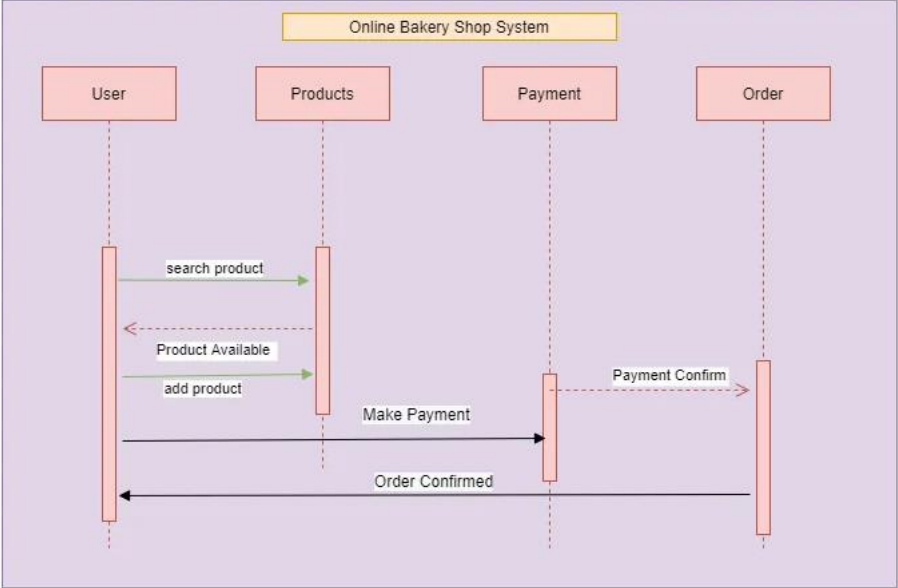 Online Bakery Shop System
User
Products
Payment
Order
search product
Product Available
add product
Payment Confirm
Make Payment
Order Confirmed